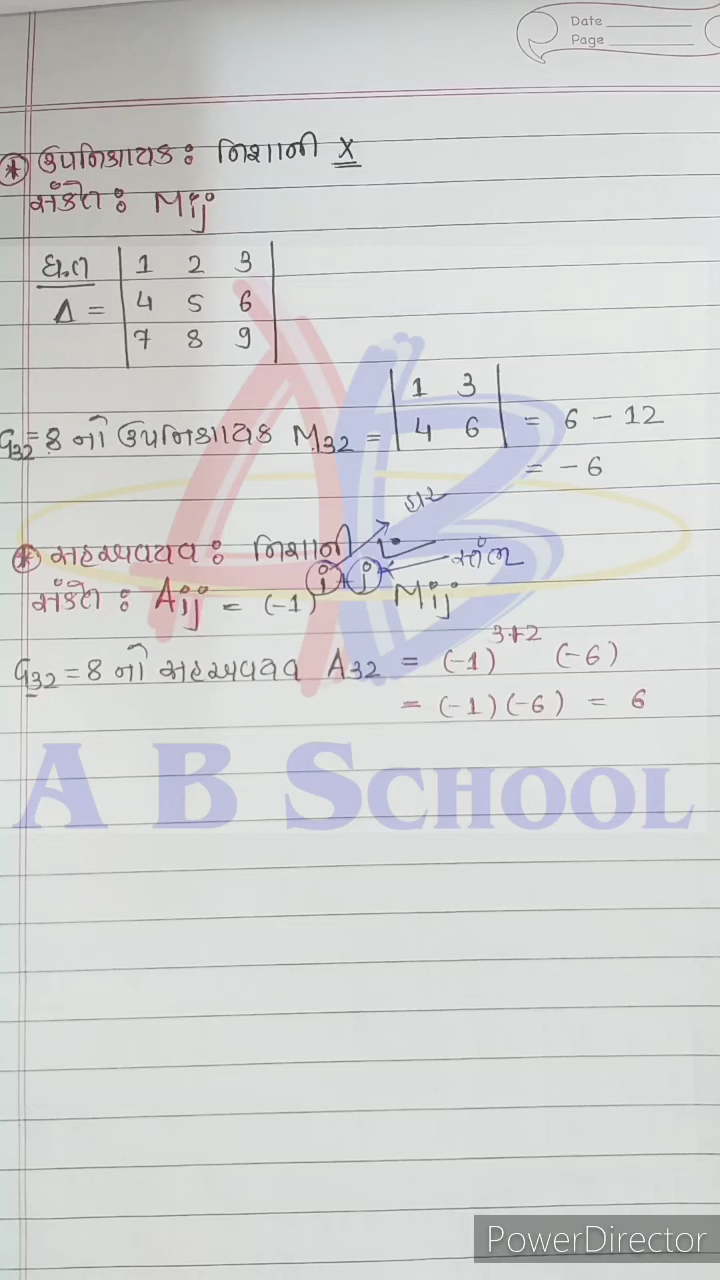 Date
Page
* ઉપનિશ્ચાયક : નિશાની X
સંકેત : Mij
ધા.ત
Δ = | 1 2 3 |
| 4 5 6 |
| 7 8 9 |
a32 = 8 નો ઉપનિશ્ચાયક M32 = | 1 3 | = 6 - 12
| 4 6 |
= -6
હાર
* સહઅવયવ : નિશાની
સ્તંભ
સંકેત : Aij = (-1)^i+j Mij
a32 = 8 નો સહઅવયવ A32 = (-1)^3+2 (-6)
= (-1)(-6) = 6
AB
A B SCHOOL
PowerDirector